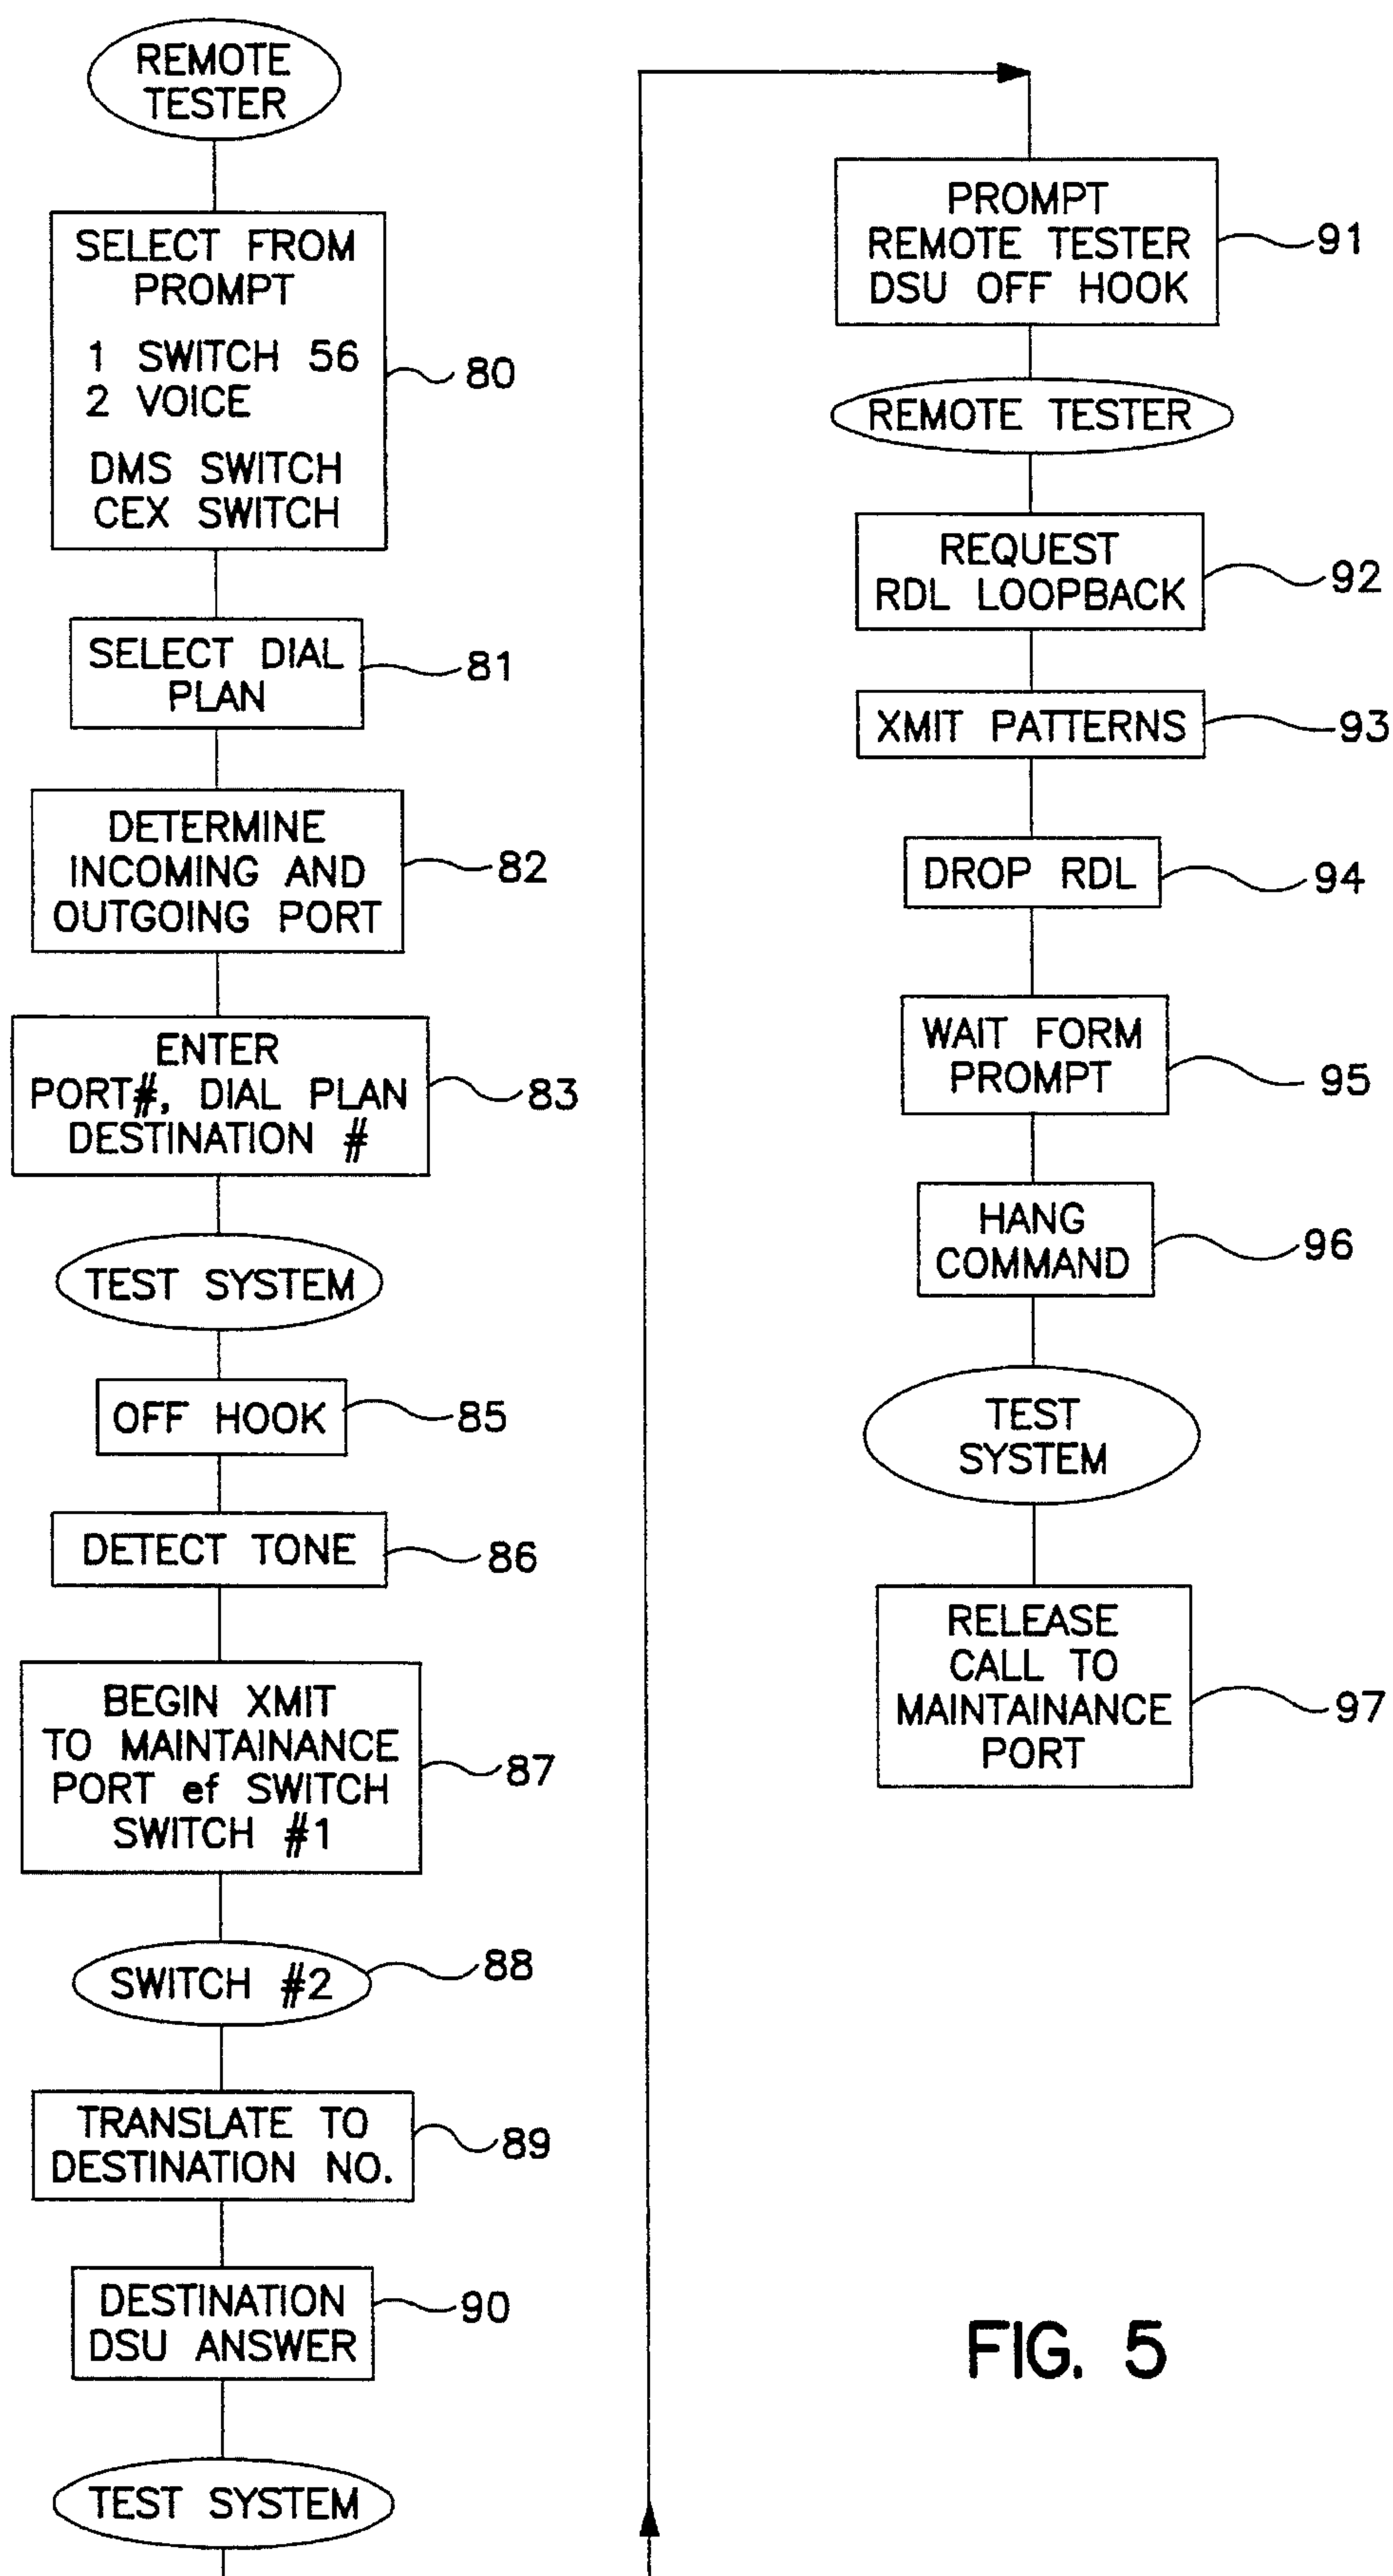 REMOTE
TESTER
SELECT FROM
PROMPT
1 SWITCH 56
2 VOICE
DMS SWITCH
CEX SWITCH
80
SELECT DIAL
PLAN
81
DETERMINE
INCOMING AND
OUTGOING PORT
82
ENTER
PORT#, DIAL PLAN
DESTINATION #
83
TEST SYSTEM
OFF HOOK
85
DETECT TONE
86
BEGIN XMIT
TO MAINTAINANCE
PORT ef SWITCH
SWITCH #1
87
SWITCH #2
88
TRANSLATE TO
DESTINATION NO.
89
DESTINATION
DSU ANSWER
90
TEST SYSTEM
PROMPT
REMOTE TESTER
DSU OFF HOOK
91
REMOTE TESTER
REQUEST
RDL LOOPBACK
92
XMIT PATTERNS
93
DROP RDL
94
WAIT FORM
PROMPT
95
HANG
COMMAND
96
TEST
SYSTEM
RELEASE
CALL TO
MAINTAINANCE
PORT
97
FIG. 5